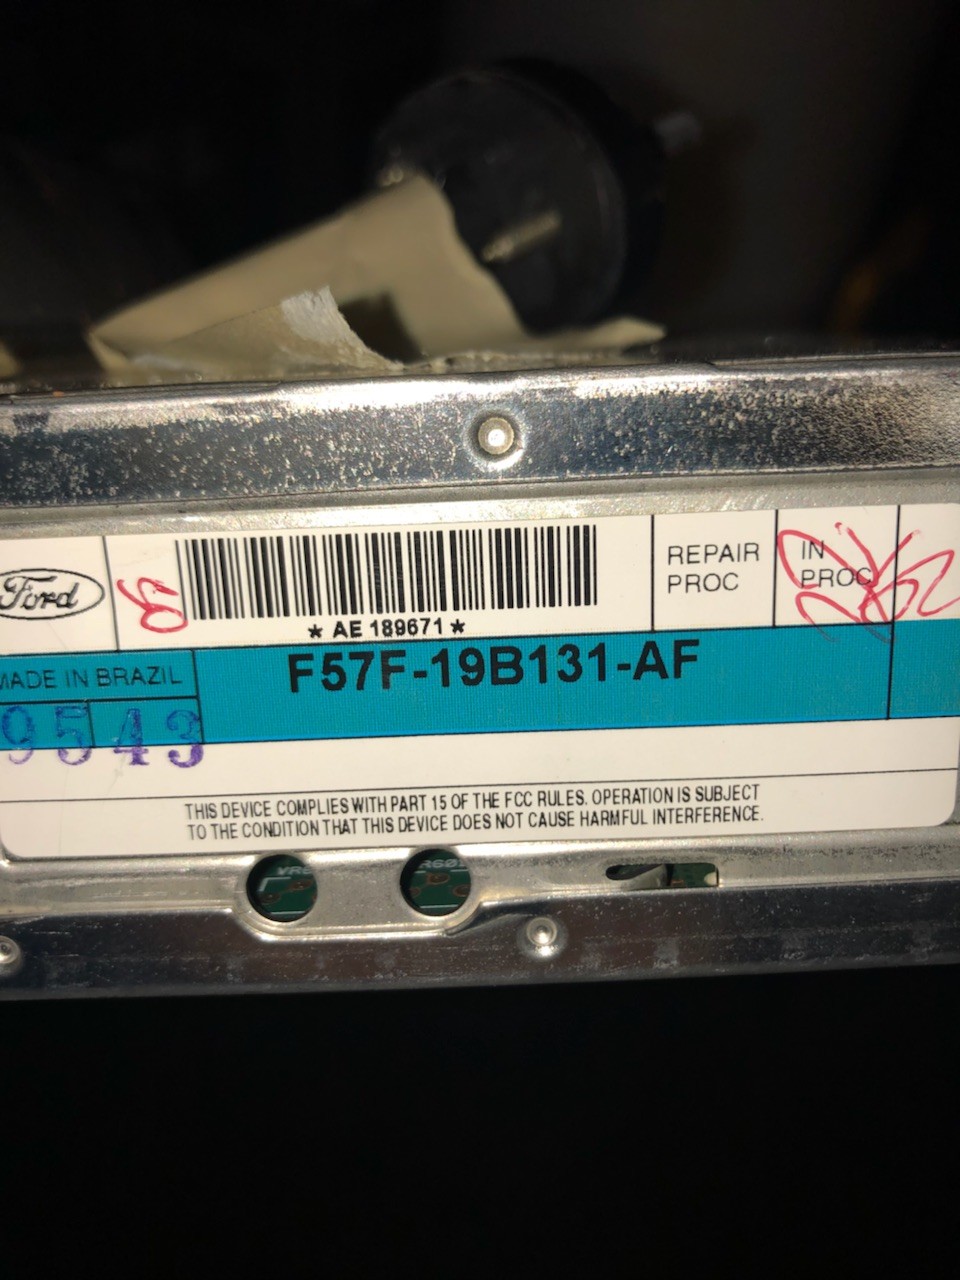 Ford
* AE 189671 *
REPAIR
PROC
IN
PROC
MADE IN BRAZIL
F57F-19B131-AF
9543
THIS DEVICE COMPLIES WITH PART 15 OF THE FCC RULES. OPERATION IS SUBJECT
TO THE CONDITION THAT THIS DEVICE DOES NOT CAUSE HARMFUL INTERFERENCE.